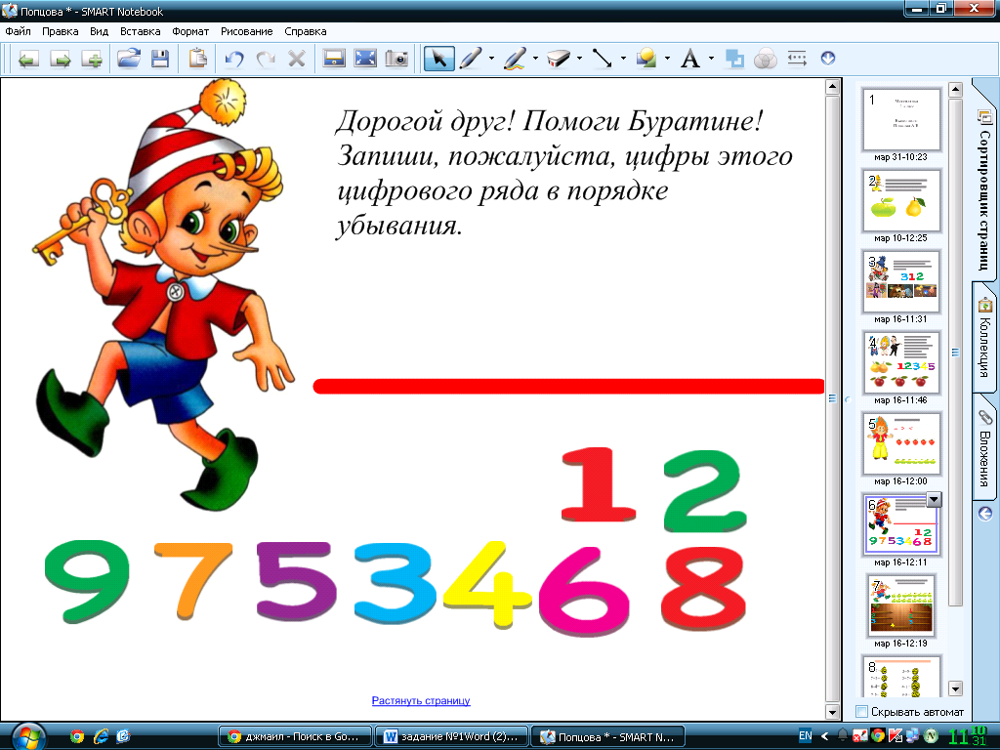 Попцова * - SMART Notebook
Файл Правка Вид Вставка Формат Рисование Справка
Дорогой друг! Помоги Буратине!
Запиши, пожалуйста, цифры этого
цифрового ряда в порядке
убывания.
1 2
9 7 5 3 4 6 8
Растянуть страницу
1
мар 31-10:23
2
мар 10-12:25
3
312
мар 16-11:31
4
12345
мар 16-11:46
5
мар 16-12:00
6
12
9753468
мар 16-12:11
7
мар 16-12:19
8
Скрывать автомат
Сортировщик страниц
Коллекция
Вложения
джмаил - Поиск в Go...
задание №1Word (2)...
Попцова * - SMART N...
EN
11 10
31